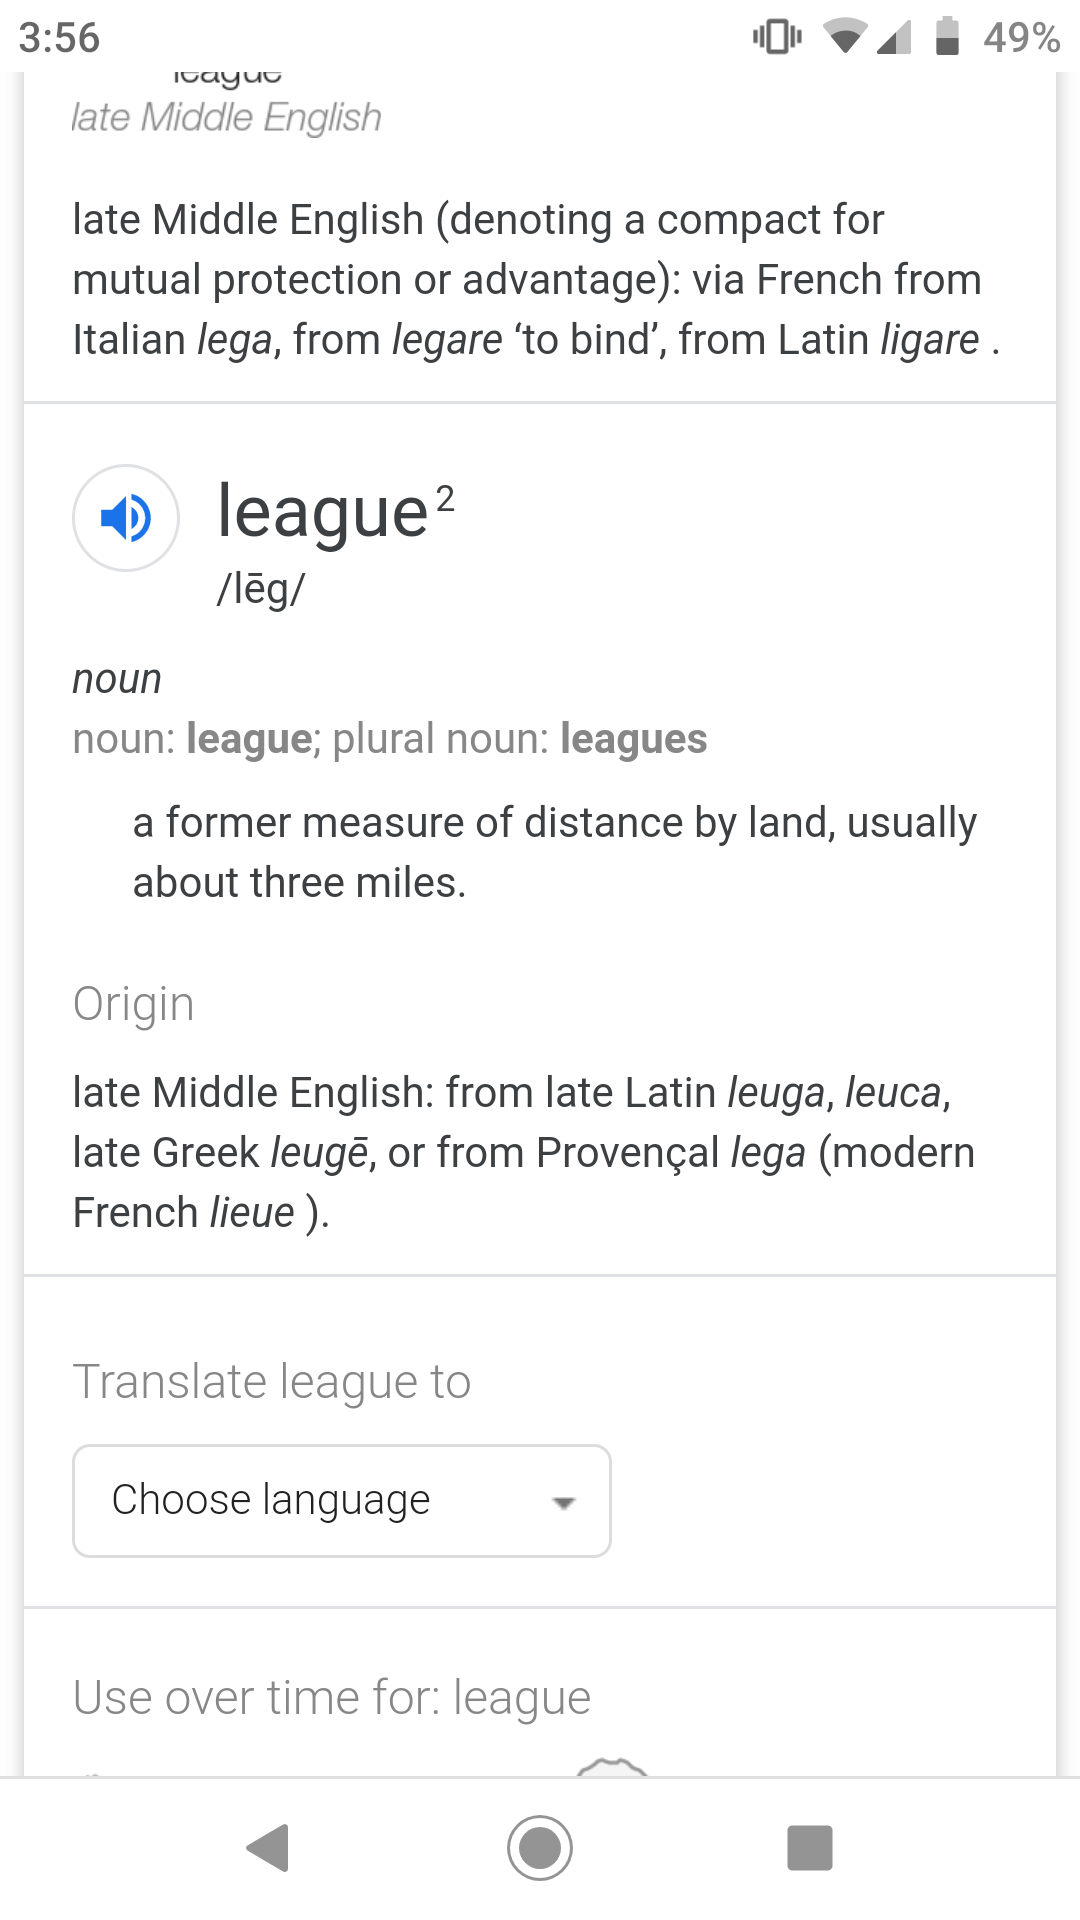 3:56 49%
league
late Middle English
late Middle English (denoting a compact for
mutual protection or advantage): via French from
Italian lega, from legare ‘to bind’, from Latin ligare .
league2
/lēg/
noun
noun: league; plural noun: leagues
a former measure of distance by land, usually
about three miles.
Origin
late Middle English: from late Latin leuga, leuca,
late Greek leugē, or from Provençal lega (modern
French lieue ).
Translate league to
Choose language
Use over time for: league